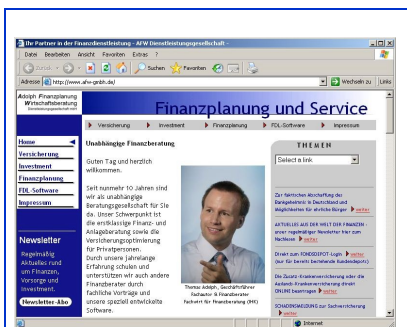 Ihr Partner in der Finanzdienstleistung - AFW Dienstleistungsgesellschaft -
Datei Bearbeiten Ansicht Favoriten Extras ?
Zurück Suchen Favoriten
Adresse http://www.afw-gmbh.de/ Wechseln zu Links
Adolph Finanzplanung
Wirtschaftsberatung
Dienstleistungsgesellschaft mbH
Finanzplanung und Service
Versicherung Investment Finanzplanung FDL-Software Impressum
Home
Versicherung
Investment
Finanzplanung
FDL-Software
Impressum
Newsletter
Regelmäßig
Aktuelles rund
um Finanzen,
Vorsorge und
Investment.
Newsletter-Abo
Unabhängige Finanzberatung
Guten Tag und herzlich
willkommen.
Seit nunmehr 10 Jahren sind
wir als unabhängige
Beratungsgesellschaft für Sie
da. Unser Schwerpunkt ist
die erstklassige Finanz- und
Anlageberatung sowie die
Versicherungsoptimierung
für Privatpersonen.
Durch unsere jahrelange
Erfahrung schulen und
unterstützen wir auch andere
Finanzberater durch
fachliche Vorträge und
unsere speziell entwickelte
Software.
Thomas Adolph, Geschäftsführer
Fachautor & Finanzberater
Fachwirt für Finanzberatung (IHK)
THEMEN
Select a link
Zur faktischen Abschaffung des
Bankgeheimnis in Deutschland und
Möglichkeiten für ehrliche Bürger weiter
AKTUELLES AUS DER WELT DER FINANZEN -
unser regelmäßiger Newsletter hier zum
Nachlesen weiter
Direkt zum FONDSDEPOT-Login weiter
(nur für bereits bestehende Kundendepots)
Die Zusatz-Krankenversicherung oder die
Auslands-Krankenversicherung direkt
ONLINE beantragen weiter
SCHADENSMELDUNG zur Sachversicherung
weiter
Internet